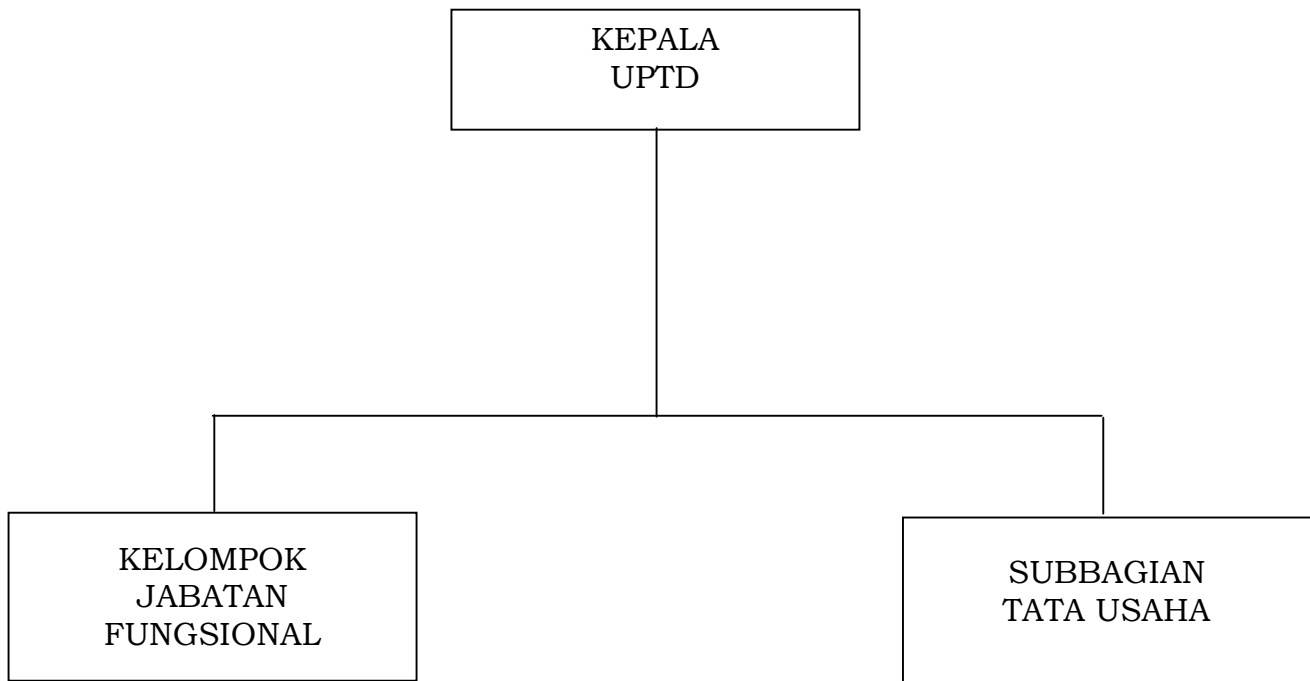 KEPALA
UPTD
KELOMPOK
JABATAN
FUNGSIONAL
SUBBAGIAN
TATA USAHA